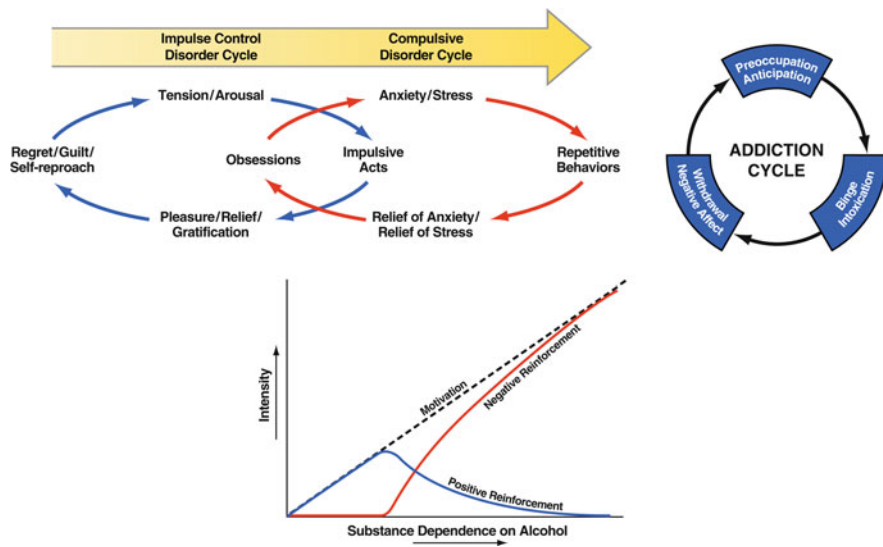 Impulse Control
Disorder Cycle
Compulsive
Disorder Cycle
Tension/Arousal
Anxiety/Stress
Regret/Guilt/
Self-reproach
Obsessions
Impulsive
Acts
Repetitive
Behaviors
Pleasure/Relief/
Gratification
Relief of Anxiety/
Relief of Stress
Preoccupation
Anticipation
ADDICTION
CYCLE
Withdrawal
Negative Affect
Binge
Intoxication
Intensity
Motivation
Negative Reinforcement
Positive Reinforcement
Substance Dependence on Alcohol